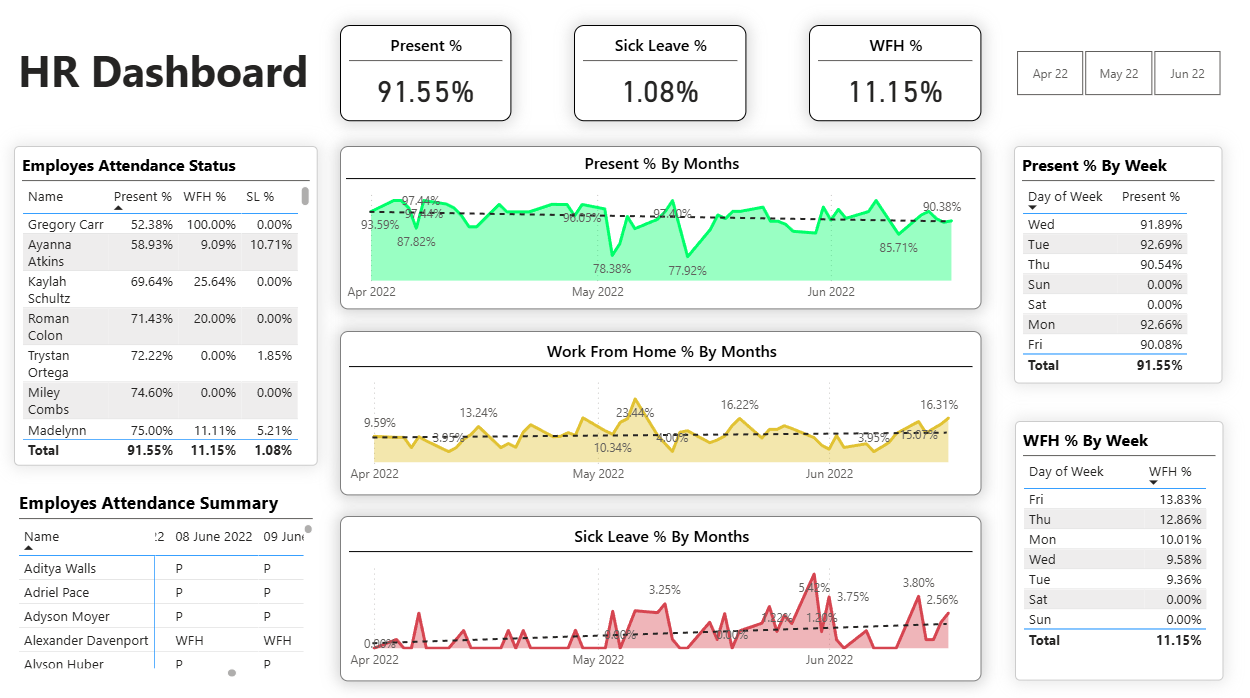 HR Dashboard
Present %
91.55%
Sick Leave %
1.08%
WFH %
11.15%
Apr 22
May 22
Jun 22
Employes Attendance Status
Name Present % WFH % SL %
Gregory Carr 52.38% 100.00% 0.00%
Ayanna 58.93% 9.09% 10.71%
Atkins
Kaylah 69.64% 25.64% 0.00%
Schultz
Roman 71.43% 20.00% 0.00%
Colon
Trystan 72.22% 0.00% 1.85%
Ortega
Miley 74.60% 0.00% 0.00%
Combs
Madelynn 75.00% 11.11% 5.21%
Total 91.55% 11.15% 1.08%
Employes Attendance Summary
Name 22 08 June 2022 09 June
Aditya Walls P P
Adriel Pace P P
Adyson Moyer P P
Alexander Davenport WFH WFH
Alyson Huber P P
Present % By Months
97.44%
97.44%
93.59%
87.82%
96.05%
78.38%
97.40%
77.92%
85.71%
90.38%
Apr 2022
May 2022
Jun 2022
Work From Home % By Months
9.59%
3.95%
13.24%
10.34%
23.44%
4.00%
16.22%
3.95%
15.07%
16.31%
Apr 2022
May 2022
Jun 2022
Sick Leave % By Months
0.00%
0.00%
3.25%
0.00%
1.22%
5.42%
1.20%
3.75%
3.80%
2.56%
Apr 2022
May 2022
Jun 2022
Present % By Week
Day of Week Present %
Wed 91.89%
Tue 92.69%
Thu 90.54%
Sun 0.00%
Sat 0.00%
Mon 92.66%
Fri 90.08%
Total 91.55%
WFH % By Week
Day of Week WFH %
Fri 13.83%
Thu 12.86%
Mon 10.01%
Wed 9.58%
Tue 9.36%
Sat 0.00%
Sun 0.00%
Total 11.15%